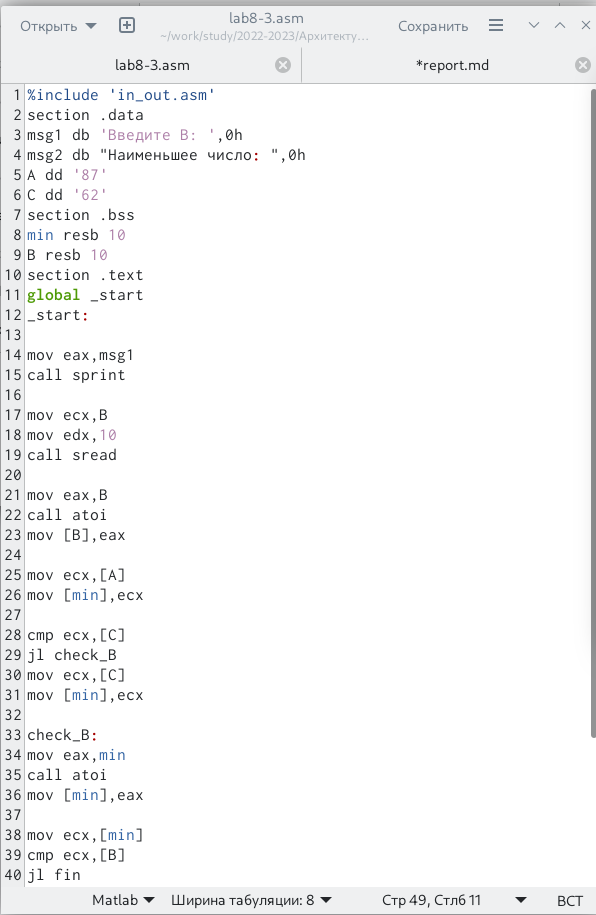 Открыть
lab8-3.asm
~/work/study/2022-2023/Архитекту…
Сохранить
lab8-3.asm
*report.md
1 %include 'in_out.asm'
2 section .data
3 msg1 db 'Введите B: ',0h
4 msg2 db "Наименьшее число: ",0h
5 A dd '87'
6 C dd '62'
7 section .bss
8 min resb 10
9 B resb 10
10 section .text
11 global _start
12 _start:
13
14 mov eax,msg1
15 call sprint
16
17 mov ecx,B
18 mov edx,10
19 call sread
20
21 mov eax,B
22 call atoi
23 mov [B],eax
24
25 mov ecx,[A]
26 mov [min],ecx
27
28 cmp ecx,[C]
29 jl check_B
30 mov ecx,[C]
31 mov [min],ecx
32
33 check_B:
34 mov eax,min
35 call atoi
36 mov [min],eax
37
38 mov ecx,[min]
39 cmp ecx,[B]
40 jl fin
Matlab Ширина табуляции: 8 Стр 49, Стлб 11 ВСТ